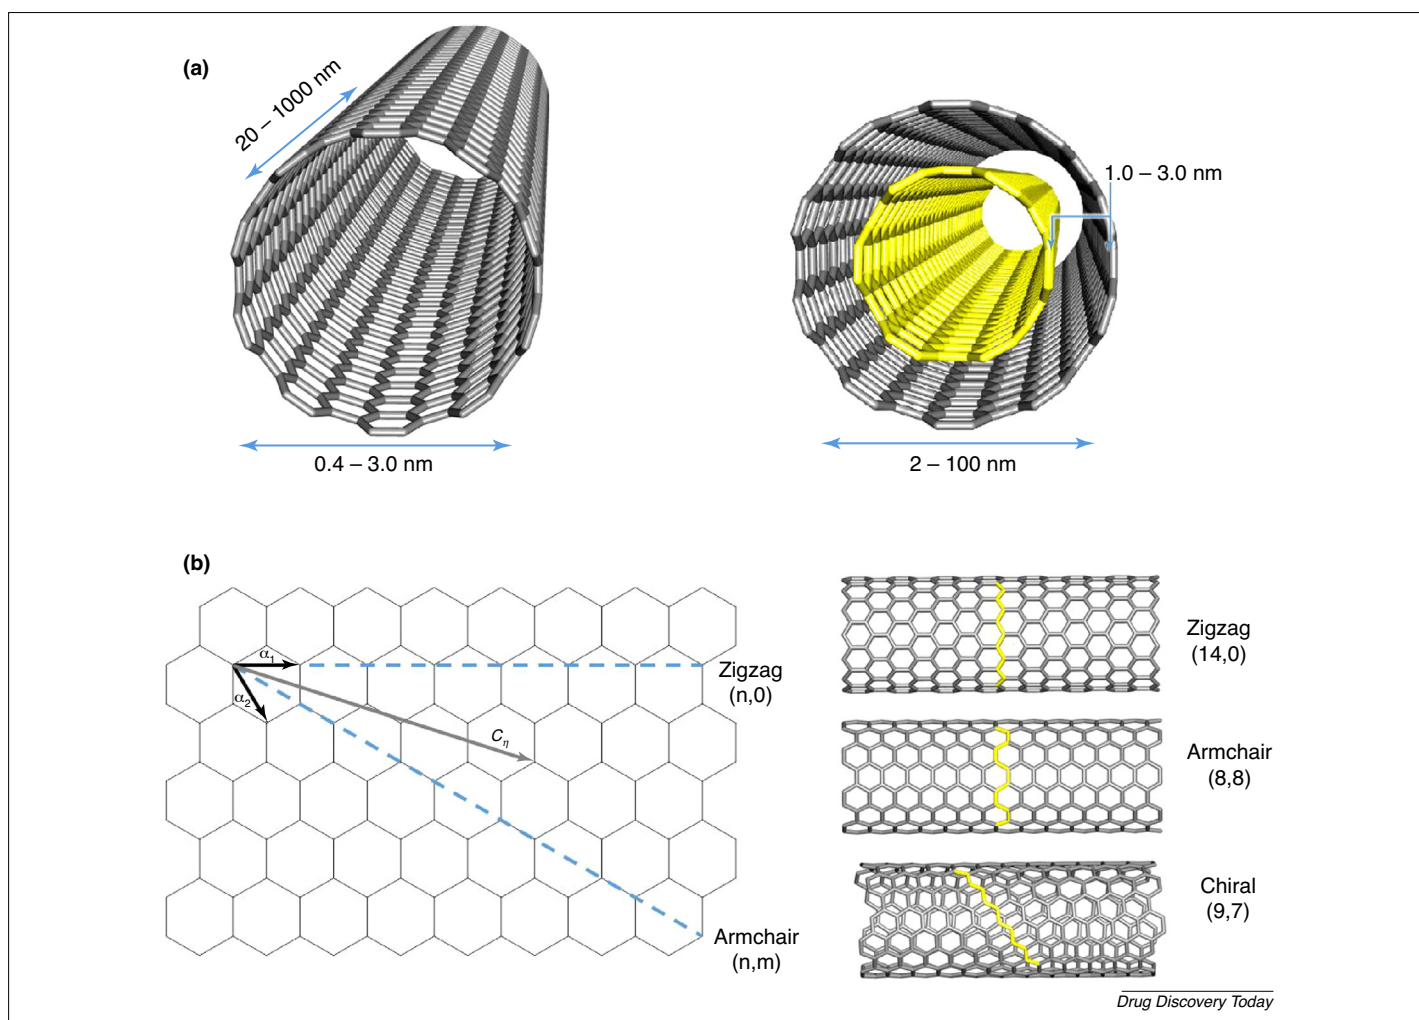 (a)
20 – 1000 nm
1.0 – 3.0 nm
0.4 – 3.0 nm
2 – 100 nm
(b)
α1
α2
Cη
Zigzag
(n,0)
Armchair
(n,m)
Zigzag
(14,0)
Armchair
(8,8)
Chiral
(9,7)
Drug Discovery Today